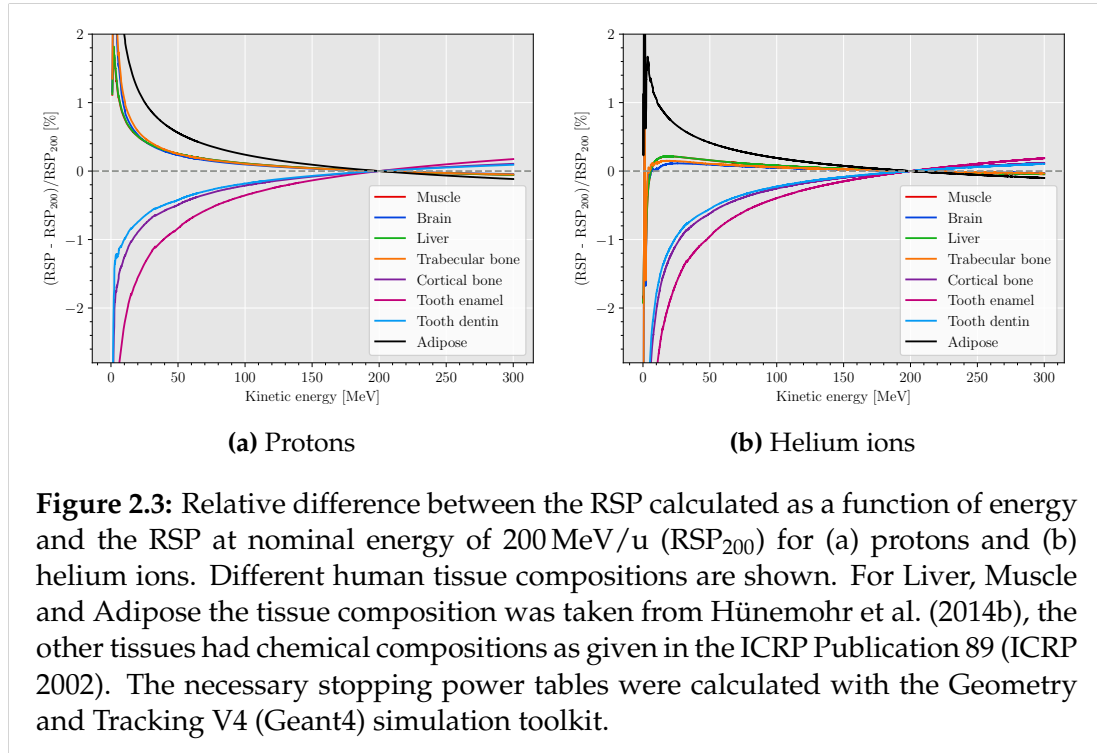 2
1
0
−1
−2
(RSP - RSP200)/RSP200 [%]
0
50
100
150
200
250
300
Kinetic energy [MeV]
Muscle
Brain
Liver
Trabecular bone
Cortical bone
Tooth enamel
Tooth dentin
Adipose
(a) Protons
2
1
0
−1
−2
(RSP - RSP200)/RSP200 [%]
0
50
100
150
200
250
300
Kinetic energy [MeV]
Muscle
Brain
Liver
Trabecular bone
Cortical bone
Tooth enamel
Tooth dentin
Adipose
(b) Helium ions
Figure 2.3: Relative difference between the RSP calculated as a function of energy
and the RSP at nominal energy of 200 MeV/u (RSP200) for (a) protons and (b)
helium ions. Different human tissue compositions are shown. For Liver, Muscle
and Adipose the tissue composition was taken from Hünemohr et al. (2014b), the
other tissues had chemical compositions as given in the ICRP Publication 89 (ICRP
2002). The necessary stopping power tables were calculated with the Geometry
and Tracking V4 (Geant4) simulation toolkit.